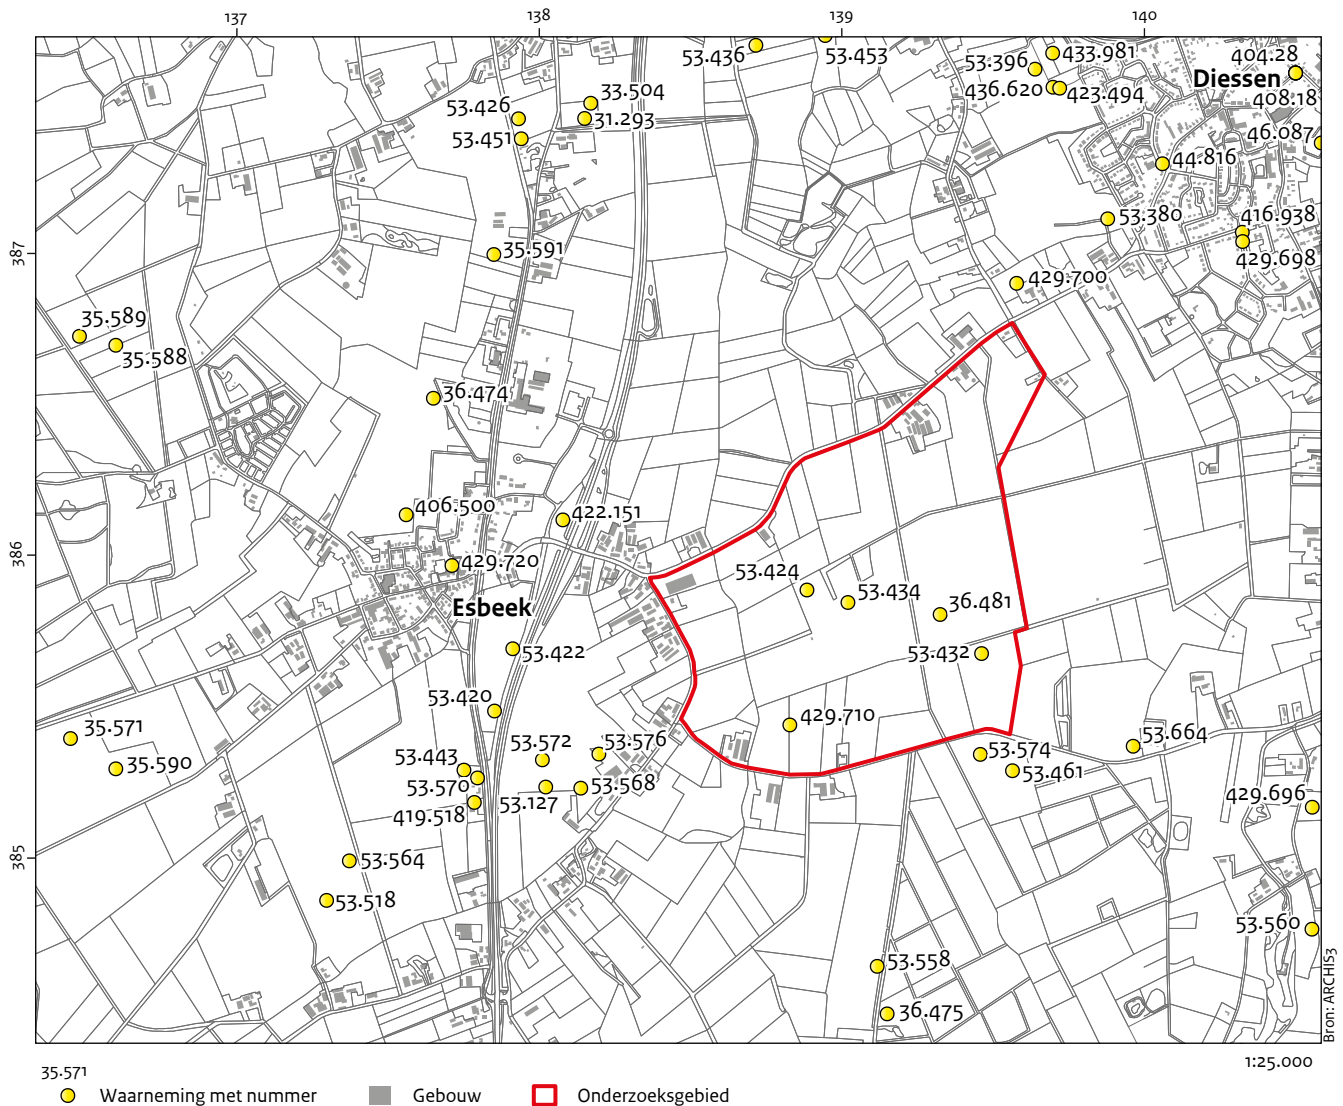 137 138 139 140
53.436 53.453 53.396 433.981 404.28
Diessen
436.620 423.494 408.18
33.504
53.426 31.293
53.451 46.087
44.816
53.380 416.938
387 35.591 429.698
429.700
35.589
35.588
36.474
406.500 422.151
386
429.720 53.424 53.434 36.481
Esbeek
53.422 53.432
53.420
35.571 429.710 53.664
53.572 53.576 53.574
35.590 53.443 53.461
53.570 53.568
53.127 429.696
419.518
385 53.564
53.518
53.560
53.558
36.475
Bron: ARCHIS3
1:25.000
35.571
Waarneming met nummer Gebouw Onderzoeksgebied